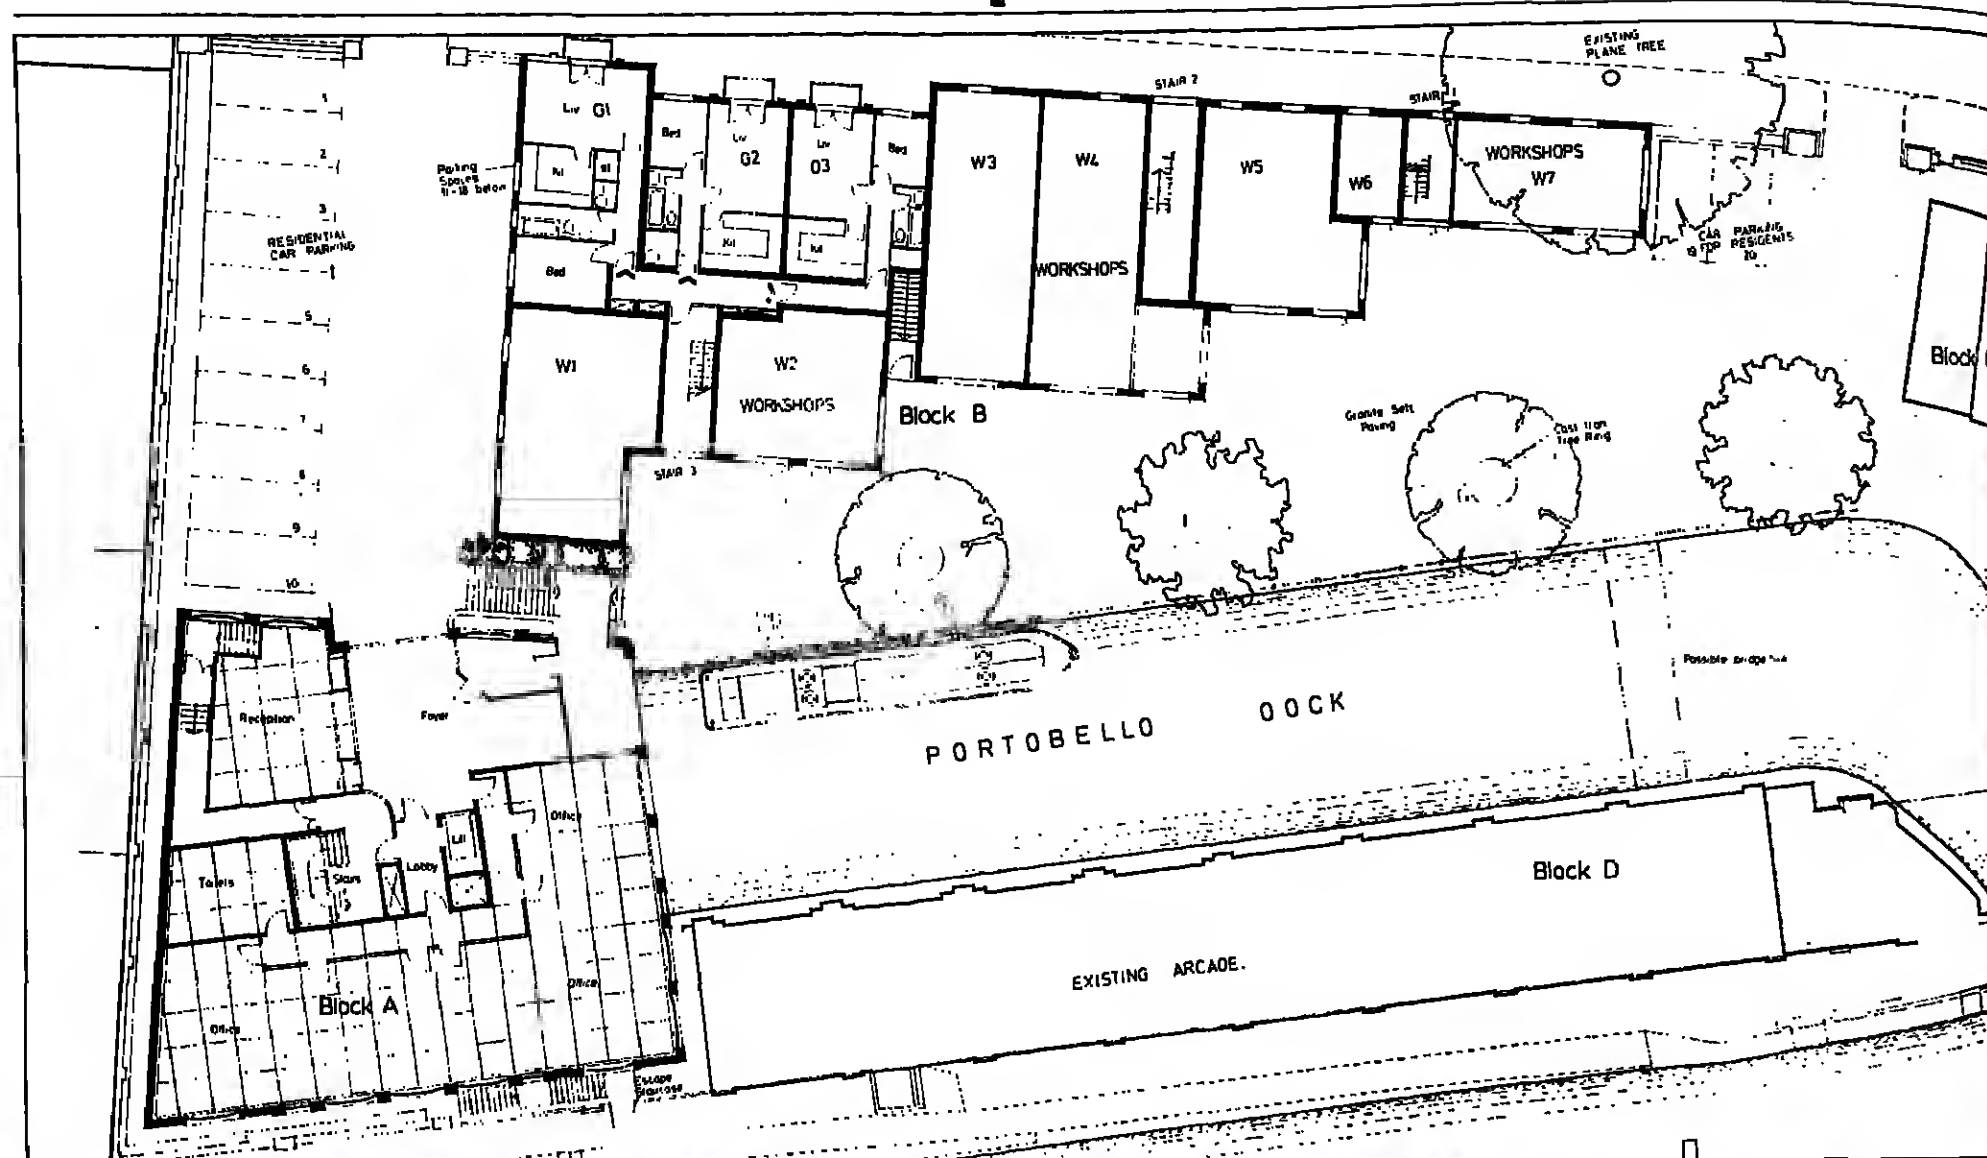 EXISTING
PLANE TREE
STAIR 2
STAIR
1
Liv G1
Bed
Liv
G2
Liv
G3
Bed
W3
W4
W5
W6
WORKSHOPS
W7
2
Parking
Spaces
11-18 below
Kit
3
RESIDENTIAL
CAR PARKING
CAR PARKING
FOR RESIDENTS
20
Kit
Kit
Bed
WORKSHOPS
5
6
W1
W2
WORKSHOPS
Block
7
Block B
Granite Sett
Paving
Cast Iron
Tree Ring
8
STAIR 3
9
10
Possible bridge link
Reception
Foyer
PORTOBELLO DOCK
Office
Lift
Lobby
Toilets
Stairs
Block D
EXISTING ARCADE.
Office
Block A
Office
Escape
Staircase